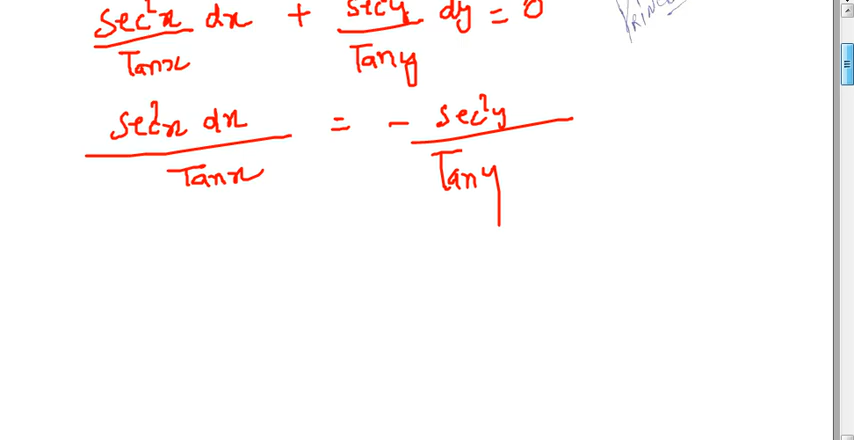 sec²x/Tanx dx + sec²y/Tany dy = 0
sec²x dx/Tanx = - sec²y/Tany